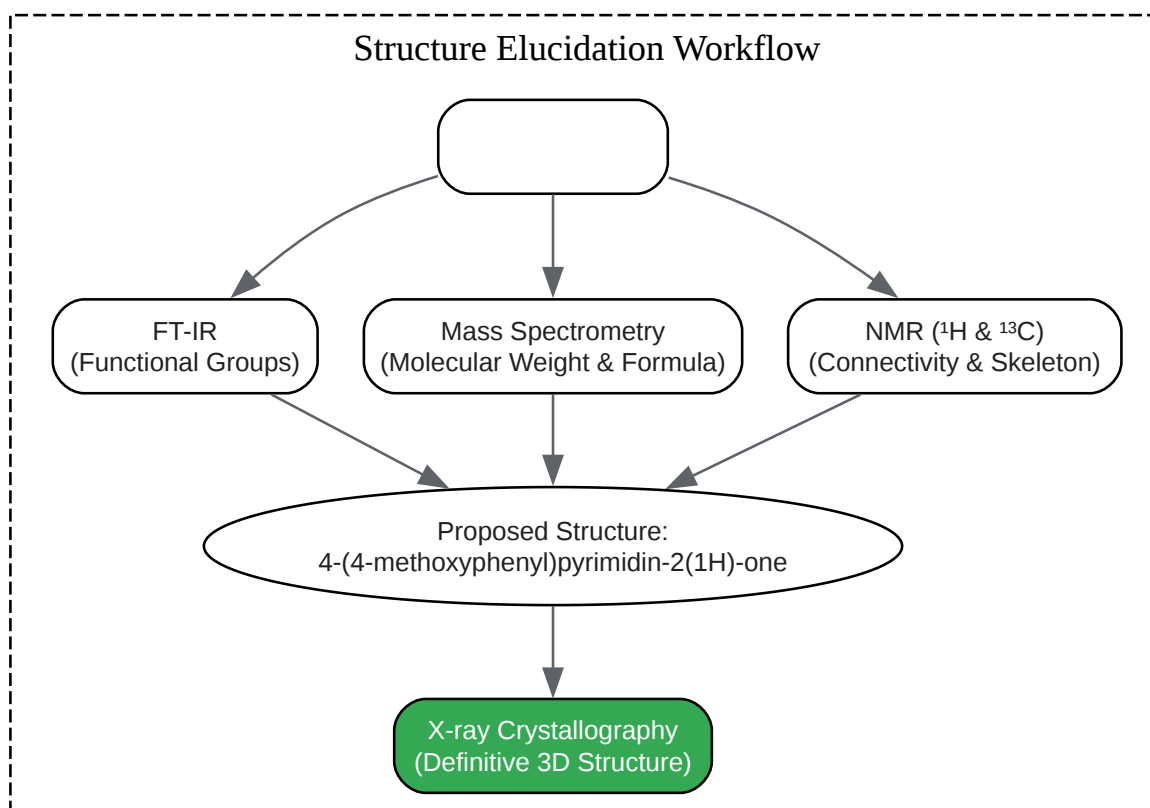 Structure Elucidation Workflow
FT-IR
(Functional Groups)
Mass Spectrometry
(Molecular Weight & Formula)
NMR (¹H & ¹³C)
(Connectivity & Skeleton)
Proposed Structure:
4-(4-methoxyphenyl)pyrimidin-2(1H)-one
X-ray Crystallography
(Definitive 3D Structure)